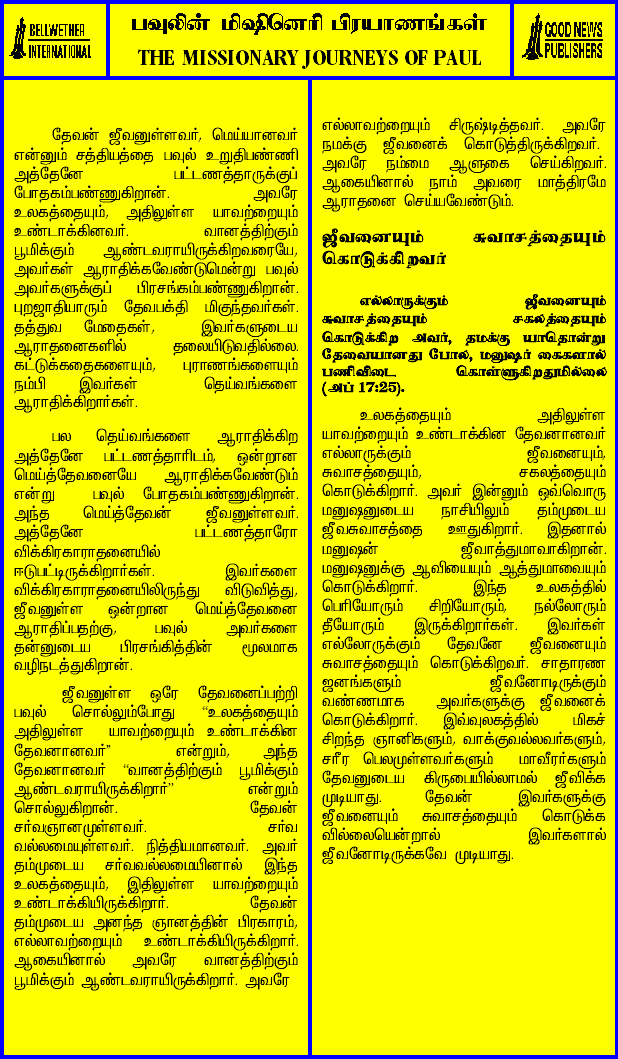 BELLWETHER
INTERNATIONAL
பவுலின் மிஷினெரி பிரயாணங்கள்
THE MISSIONARY JOURNEYS OF PAUL
GOOD NEWS
PUBLISHERS
தேவன் ஜீவனுள்ளவர், மெய்யானவர்
என்னும் சத்தியத்தை பவுல் உறுதிபண்ணி
அத்தேனே பட்டணத்தாருக்குப்
போதகம்பண்ணுகிறான். அவரே
உலகத்தையும், அதிலுள்ள யாவற்றையும்
உண்டாக்கினவர். வானத்திற்கும்
பூமிக்கும் ஆண்டவராயிருக்கிறவரையே,
அவர்கள் ஆராதிக்கவேண்டுமென்று பவுல்
அவர்களுக்குப் பிரசங்கம்பண்ணுகிறான்.
புறஜாதியாரும் தேவபக்தி மிகுந்தவர்கள்.
தத்துவ மேதைகள், இவர்களுடைய
ஆராதனைகளில் தலையிடுவதில்லை.
கட்டுக்கதைகளையும், புராணங்களையும்
நம்பி இவர்கள் தெய்வங்களை
ஆராதிக்கிறார்கள்.
பல தெய்வங்களை ஆராதிக்கிற
அத்தேனே பட்டணத்தாரிடம், ஒன்றான
மெய்த்தேவனையே ஆராதிக்கவேண்டும்
என்று பவுல் போதகம்பண்ணுகிறான்.
அந்த மெய்த்தேவன் ஜீவனுள்ளவர்.
அத்தேனே பட்டணத்தாரோ
விக்கிரகாராதனையில்
ஈடுபட்டிருக்கிறார்கள். இவர்களை
விக்கிரகாராதனையிலிருந்து விடுவித்து,
ஜீவனுள்ள ஒன்றான மெய்த்தேவனை
ஆராதிப்பதற்கு, பவுல் அவர்களை
தன்னுடைய பிரசங்கித்தின் மூலமாக
வழிநடத்துகிறான்.
ஜீவனுள்ள ஒரே தேவனைப்பற்றி
பவுல் சொல்லும்போது “உலகத்தையும்
அதிலுள்ள யாவற்றையும் உண்டாக்கின
தேவனானவர்” என்றும், அந்த
தேவனானவர் “வானத்திற்கும் பூமிக்கும்
ஆண்டவராயிருக்கிறார்” என்றும்
சொல்லுகிறான். தேவன்
சர்வஞானமுள்ளவர். சர்வ
வல்லமையுள்ளவர். நித்தியமானவர். அவர்
தம்முடைய சர்வவல்லமையினால் இந்த
உலகத்தையும், இதிலுள்ள யாவற்றையும்
உண்டாக்கியிருக்கிறார். தேவன்
தம்முடைய அனந்த ஞானத்தின் பிரகாரம்,
எல்லாவற்றையும் உண்டாக்கியிருக்கிறார்.
ஆகையினால் அவரே வானத்திற்கும்
பூமிக்கும் ஆண்டவராயிருக்கிறார். அவரே
எல்லாவற்றையும் சிருஷ்டித்தவர். அவரே
நமக்கு ஜீவனைக் கொடுத்திருக்கிறவர்.
அவரே நம்மை ஆளுகை செய்கிறவர்.
ஆகையினால் நாம் அவரை மாத்திரமே
ஆராதனை செய்யவேண்டும்.
ஜீவனையும் சுவாசத்தையும்
கொடுக்கிறவர்
எல்லாருக்கும் ஜீவனையும்
சுவாசத்தையும் சகலத்தையும்
கொடுக்கிற அவர், தமக்கு யாதொன்று
தேவையானது போல, மனுஷர் கைகளால்
பணிவிடை கொள்ளுகிறதுமில்லை
(அப் 17:25).
உலகத்தையும் அதிலுள்ள
யாவற்றையும் உண்டாக்கின தேவனானவர்
எல்லாருக்கும் ஜீவனையும்,
சுவாசத்தையும், சகலத்தையும்
கொடுக்கிறார். அவர் இன்னும் ஒவ்வொரு
மனுஷனுடைய நாசியிலும் தம்முடைய
ஜீவசுவாசத்தை ஊதுகிறார். இதனால்
மனுஷன் ஜீவாத்துமாவாகிறான்.
மனுஷனுக்கு ஆவியையும் ஆத்துமாவையும்
கொடுக்கிறார். இந்த உலகத்தில்
பெரியோரும் சிறியோரும், நல்லோரும்
தீயோரும் இருக்கிறார்கள். இவர்கள்
எல்லோருக்கும் தேவனே ஜீவனையும்
சுவாசத்தையும் கொடுக்கிறவர். சாதாரண
ஜனங்களும் ஜீவனோடிருக்கும்
வண்ணமாக அவர்களுக்கு ஜீவனைக்
கொடுக்கிறார். இவ்வுலகத்தில் மிகச்
சிறந்த ஞானிகளும், வாக்குவல்லவர்களும்,
சரீர பெலமுள்ளவர்களும் மாவீரர்களும்
தேவனுடைய கிருபையில்லாமல் ஜீவிக்க
முடியாது. தேவன் இவர்களுக்கு
ஜீவனையும் சுவாசத்தையும் கொடுக்க
வில்லையென்றால் இவர்களால்
ஜீவனோடிருக்கவே முடியாது.